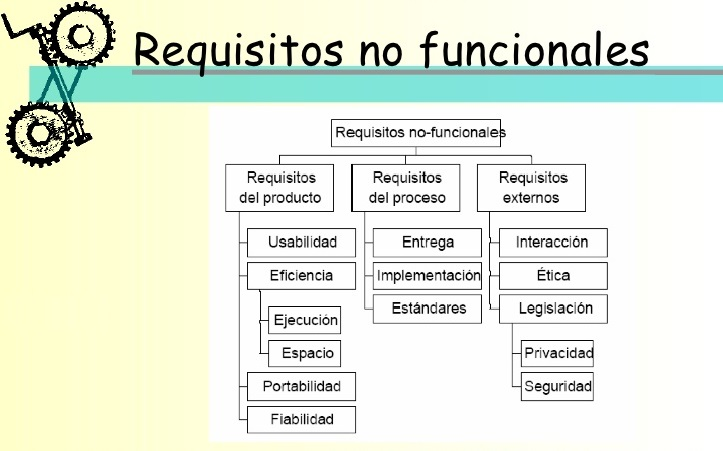 Requisitos no funcionales
Requisitos no-funcionales
Requisitos
del producto
Usabilidad
Eficiencia
Ejecución
Espacio
Portabilidad
Fiabilidad
Requisitos
del proceso
Entrega
Implementación
Estándares
Requisitos
externos
Interacción
Ética
Legislación
Privacidad
Seguridad